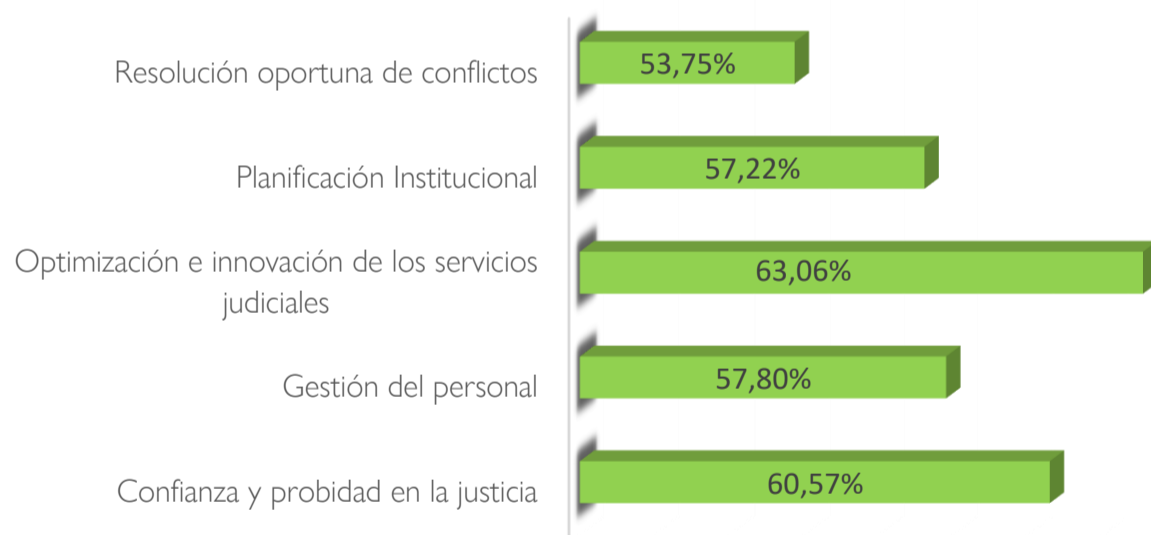 Resolución oportuna de conflictos
53,75%
Planificación Institucional
57,22%
Optimización e innovación de los servicios
judiciales
63,06%
Gestión del personal
57,80%
Confianza y probidad en la justicia
60,57%